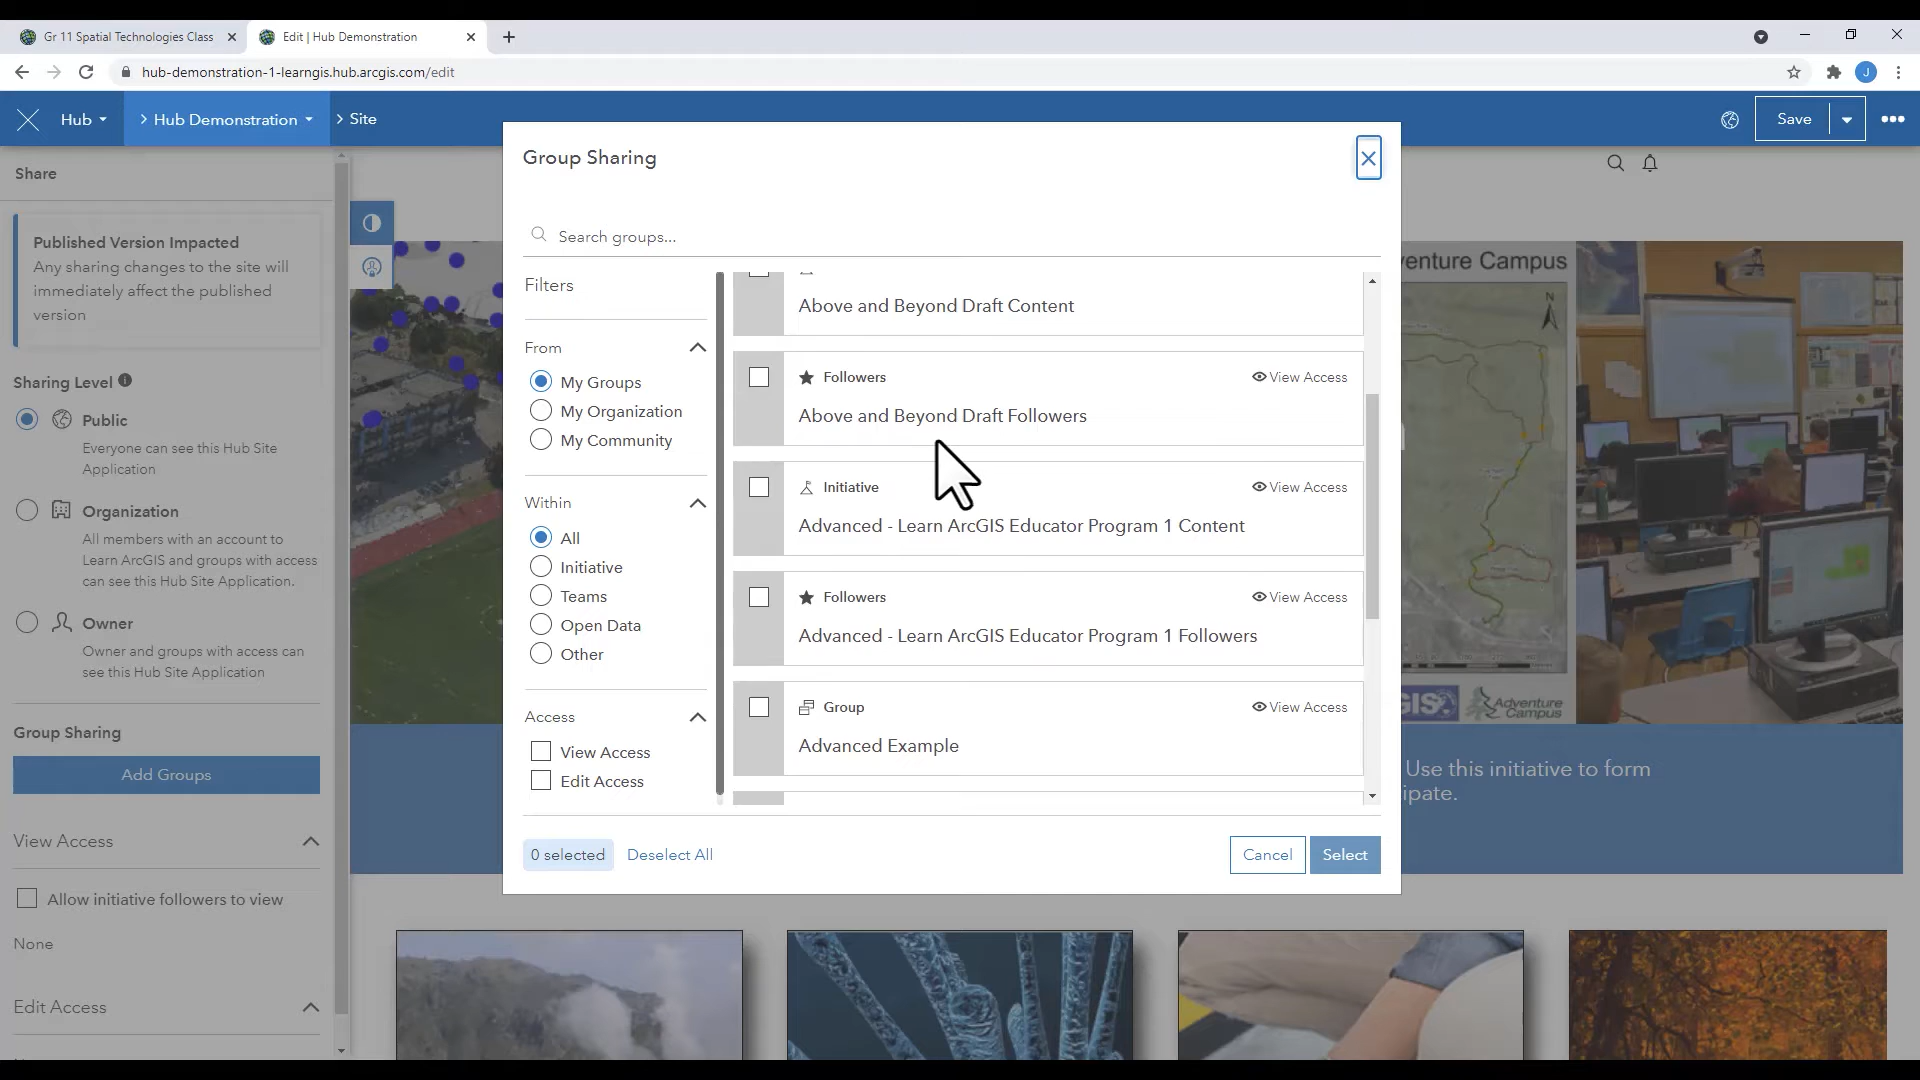 Gr 11 Spatial Technologies Class
Edit | Hub Demonstration
hub-demonstration-1-learngis.hub.arcgis.com/edit
J
Hub
Hub Demonstration
Site
Save
Share
Published Version Impacted
Any sharing changes to the site will
immediately affect the published
version
Sharing Level
Public
Everyone can see this Hub Site
Application
Organization
All members with an account to
Learn ArcGIS and groups with access
can see this Hub Site Application.
Owner
Owner and groups with access can
see this Hub Site Application
Group Sharing
Add Groups
View Access
Allow initiative followers to view
None
Edit Access
Group Sharing
Search groups...
Filters
From
My Groups
My Organization
My Community
Within
All
Initiative
Teams
Open Data
Other
Access
View Access
Edit Access
Above and Beyond Draft Content
Followers
View Access
Above and Beyond Draft Followers
Initiative
View Access
Advanced - Learn ArcGIS Educator Program 1 Content
Followers
View Access
Advanced - Learn ArcGIS Educator Program 1 Followers
Group
View Access
Advanced Example
0 selected
Deselect All
Cancel
Select
enture Campus
N
GIS
Adventure
Campus
Use this initiative to form
ipate.